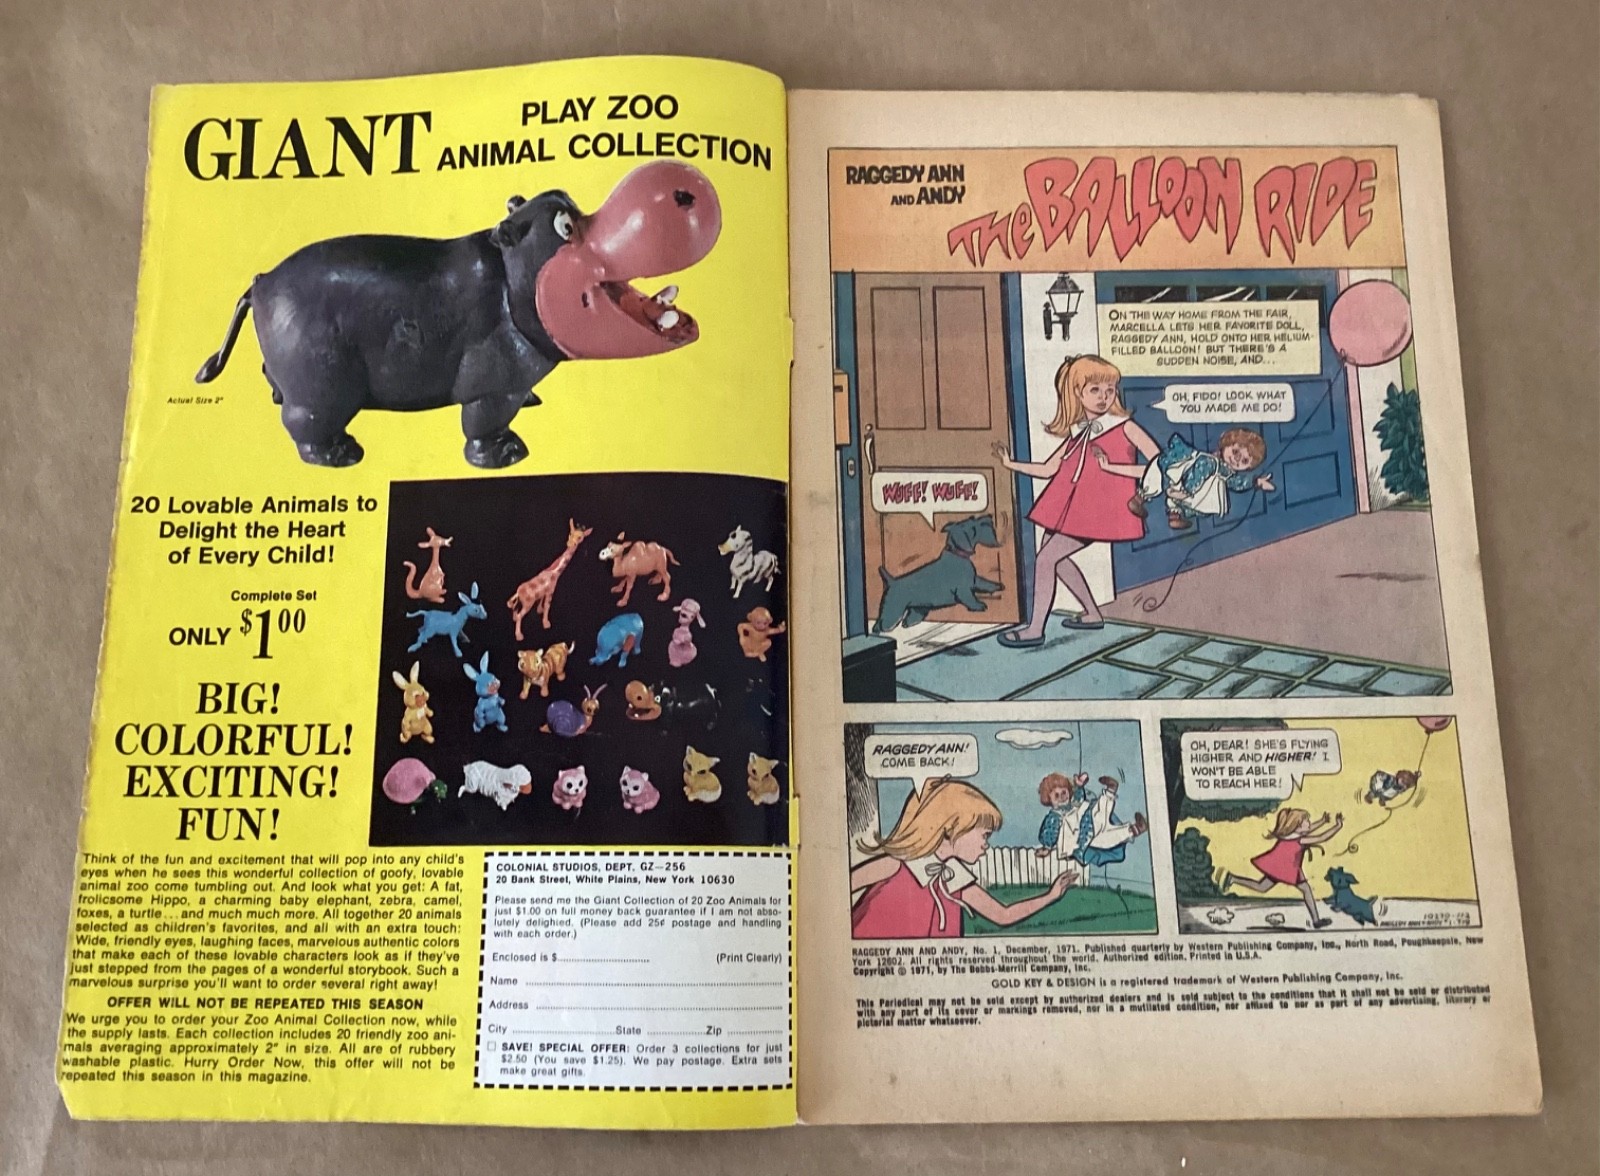 GIANT PLAY ZOO
ANIMAL COLLECTION
Actual Size 2"
20 Lovable Animals to
Delight the Heart
of Every Child!
Complete Set
ONLY $1 00
BIG!
COLORFUL!
EXCITING!
FUN!
Think of the fun and excitement that will pop into any child's
eyes when he sees this wonderful collection of goofy, lovable
animal zoo come tumbling out. And look what you get: A fat,
frolicsome Hippo, a charming baby elephant, zebra, camel,
foxes, a turtle... and much much more. All together 20 animals
selected as children's favorites, and all with an extra touch:
Wide, friendly eyes, laughing faces, marvelous authentic colors
that make each of these lovable characters look as if they've
just stepped from the pages of a wonderful storybook. Such a
marvelous surprise you'll want to order several right away!
OFFER WILL NOT BE REPEATED THIS SEASON
We urge you to order your Zoo Animal Collection now, while
the supply lasts. Each collection includes 20 friendly zoo ani-
mals averaging approximately 2" in size. All are of rubbery
washable plastic. Hurry Order Now, this offer will not be
repeated this season in this magazine.
COLONIAL STUDIOS, DEPT. GZ-256
20 Bank Street, White Plains, New York 10630
Please send me the Giant Collection of 20 Zoo Animals for
just $1.00 on full money back guarantee if I am not abso-
lutely delighted. (Please add 25¢ postage and handling
with each order.)
Enclosed is $ (Print Clearly)
Name
Address
City State Zip
SAVE! SPECIAL OFFER: Order 3 collections for just
$2.50 (You save $1.25). We pay postage. Extra sets
make great gifts.
RAGGEDY ANN
AND ANDY
THE BALLOON RIDE
ON THE WAY HOME FROM THE FAIR,
MARCELLA LETS HER FAVORITE DOLL,
RAGGEDY ANN, HOLD ONTO HER HELIUM-
FILLED BALLOON! BUT THERE'S A
SUDDEN NOISE, AND...
OH, FIDO! LOOK WHAT
YOU MADE ME DO!
WUFF! WUFF!
RAGGEDY ANN!
COME BACK!
OH, DEAR! SHE'S FLYING
HIGHER AND HIGHER! I
WON'T BE ABLE
TO REACH HER!
RAGGEDY ANN AND ANDY, No. 1, December, 1971. Published quarterly by Western Publishing Company, Inc., North Road, Poughkeepsie, New
York 12602. All rights reserved throughout the world. Authorized edition. Printed in U.S.A.
Copyright © 1971, by The Bobbs-Merrill Company, Inc.
GOLD KEY & DESIGN is a registered trademark of Western Publishing Company, Inc.
This Periodical may not be sold except by authorized dealers and is sold subject to the conditions that it shall not be sold or distributed
with any part of its cover or markings removed, nor in a mutilated condition, nor affixed to nor as part of any advertising, literary or
pictorial matter whatsoever.